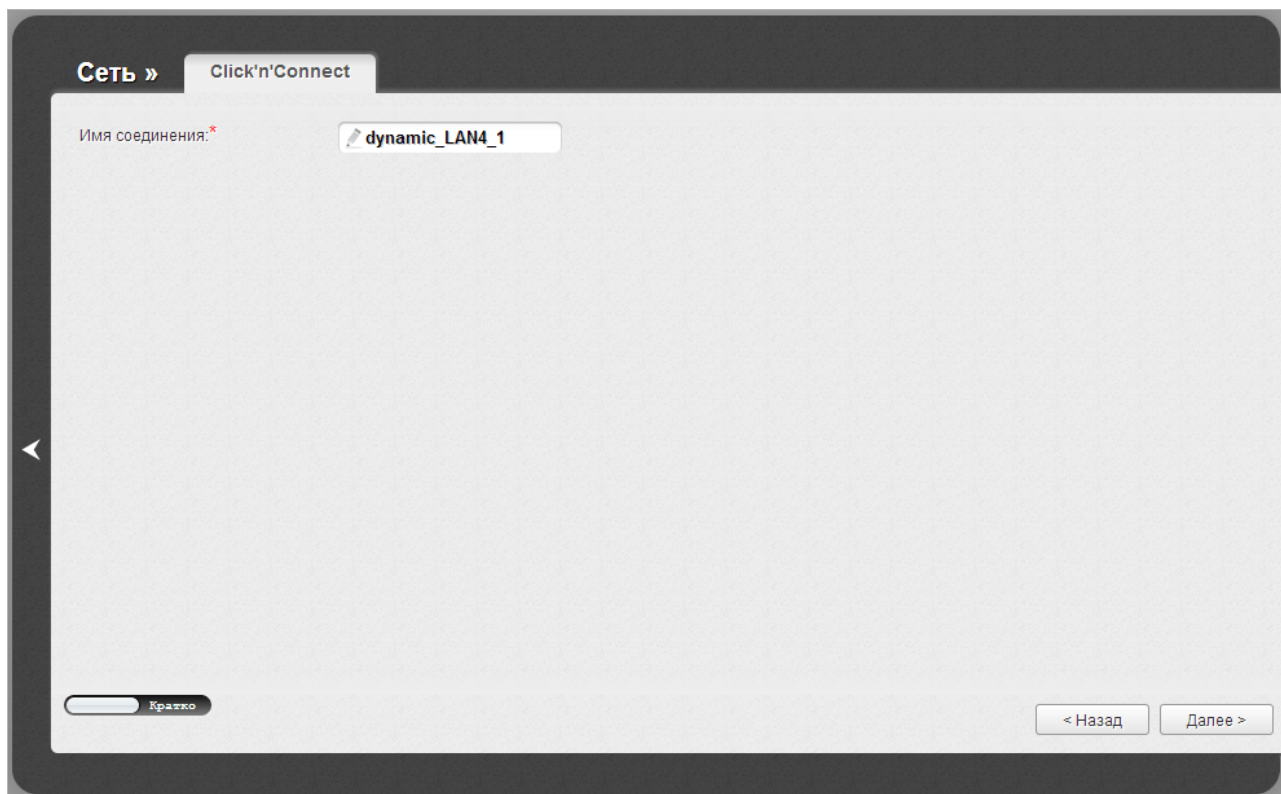 Сеть »
Click'n'Connect
Имя соединения:*
dynamic_LAN4_1
Кратко
< Назад
Далее >